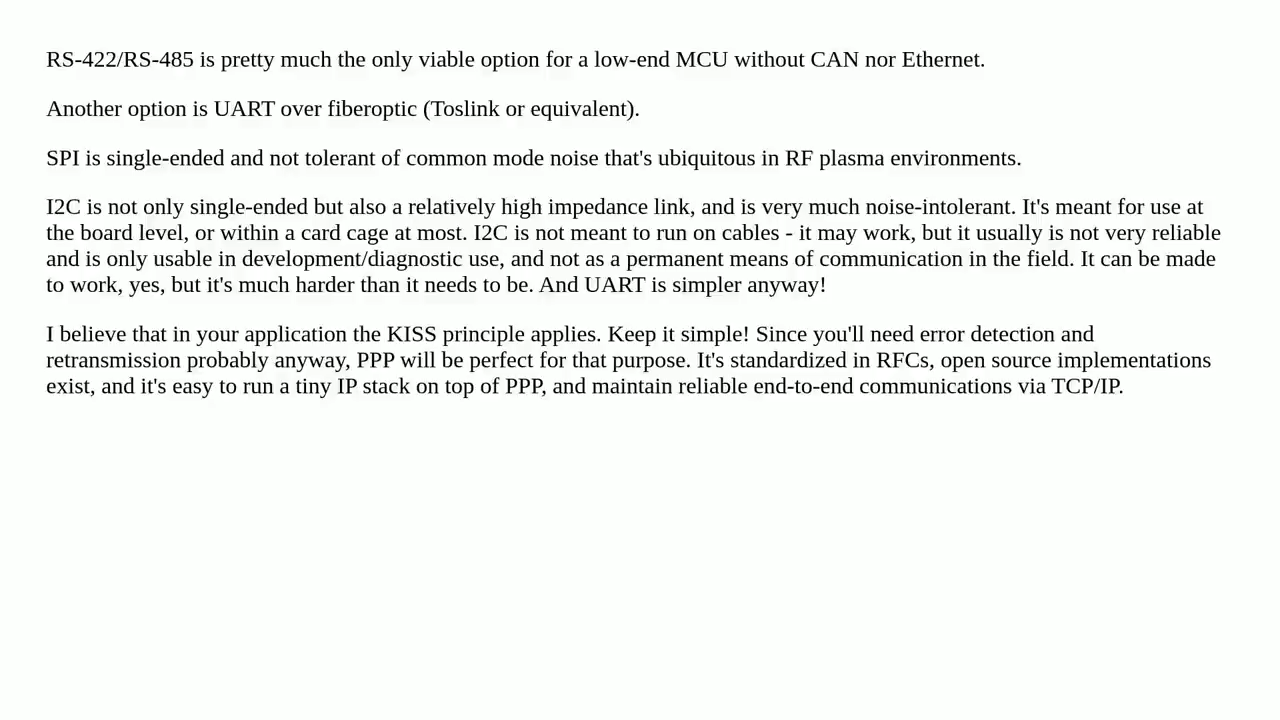 RS-422/RS-485 is pretty much the only viable option for a low-end MCU without CAN nor Ethernet.
Another option is UART over fiberoptic (Toslink or equivalent).
SPI is single-ended and not tolerant of common mode noise that's ubiquitous in RF plasma environments.
I2C is not only single-ended but also a relatively high impedance link, and is very much noise-intolerant. It's meant for use at
the board level, or within a card cage at most. I2C is not meant to run on cables - it may work, but it usually is not very reliable
and is only usable in development/diagnostic use, and not as a permanent means of communication in the field. It can be made
to work, yes, but it's much harder than it needs to be. And UART is simpler anyway!
I believe that in your application the KISS principle applies. Keep it simple! Since you'll need error detection and
retransmission probably anyway, PPP will be perfect for that purpose. It's standardized in RFCs, open source implementations
exist, and it's easy to run a tiny IP stack on top of PPP, and maintain reliable end-to-end communications via TCP/IP.